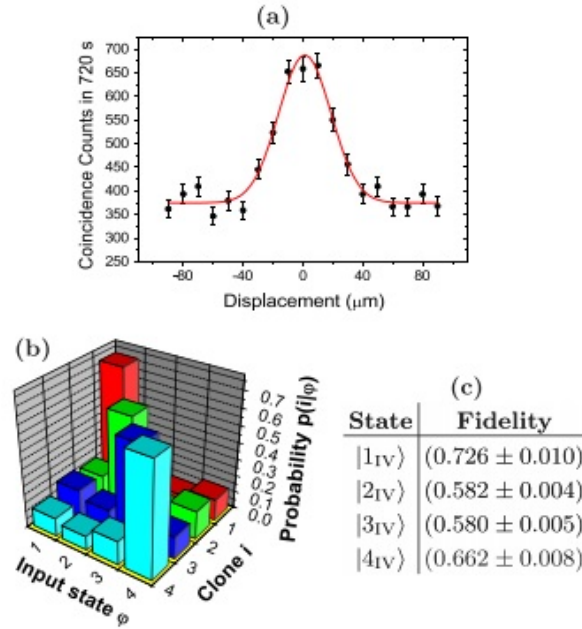 (a)
Coincidence Counts in 720 s
700
650
600
550
500
450
400
350
300
250
-80 -40 0 40 80
Displacement (μm)
(b)
Probability p(i|φ)
0.7
0.6
0.5
0.4
0.3
0.2
0.1
0.0
1 2 3 4
Input state φ
4 3 2 1
Clone i
(c)
State Fidelity
|1IV⟩ (0.726 ± 0.010)
|2IV⟩ (0.582 ± 0.004)
|3IV⟩ (0.580 ± 0.005)
|4IV⟩ (0.662 ± 0.008)